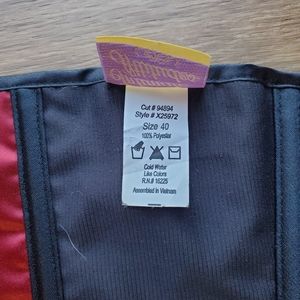 Cut # 94894
Style # X25972
Size 40
100% Polyester
Cold Water
Like Colors
R.N.# 16225
Assembled in Vietnam